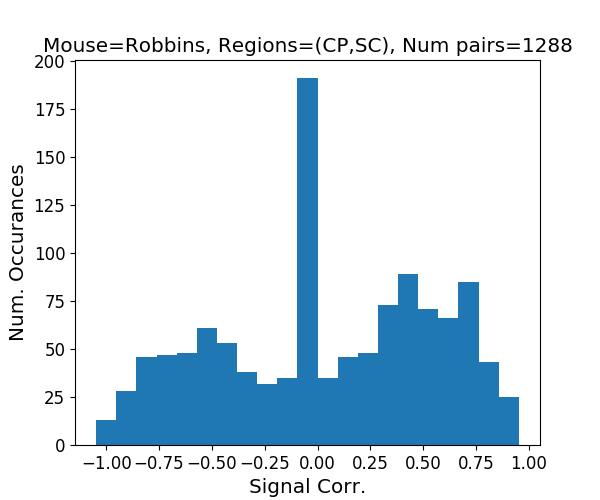 Mouse=Robbins, Regions=(CP,SC), Num pairs=1288
Num. Occurances
200
175
150
125
100
75
50
25
0
−1.00 −0.75 −0.50 −0.25 0.00 0.25 0.50 0.75 1.00
Signal Corr.